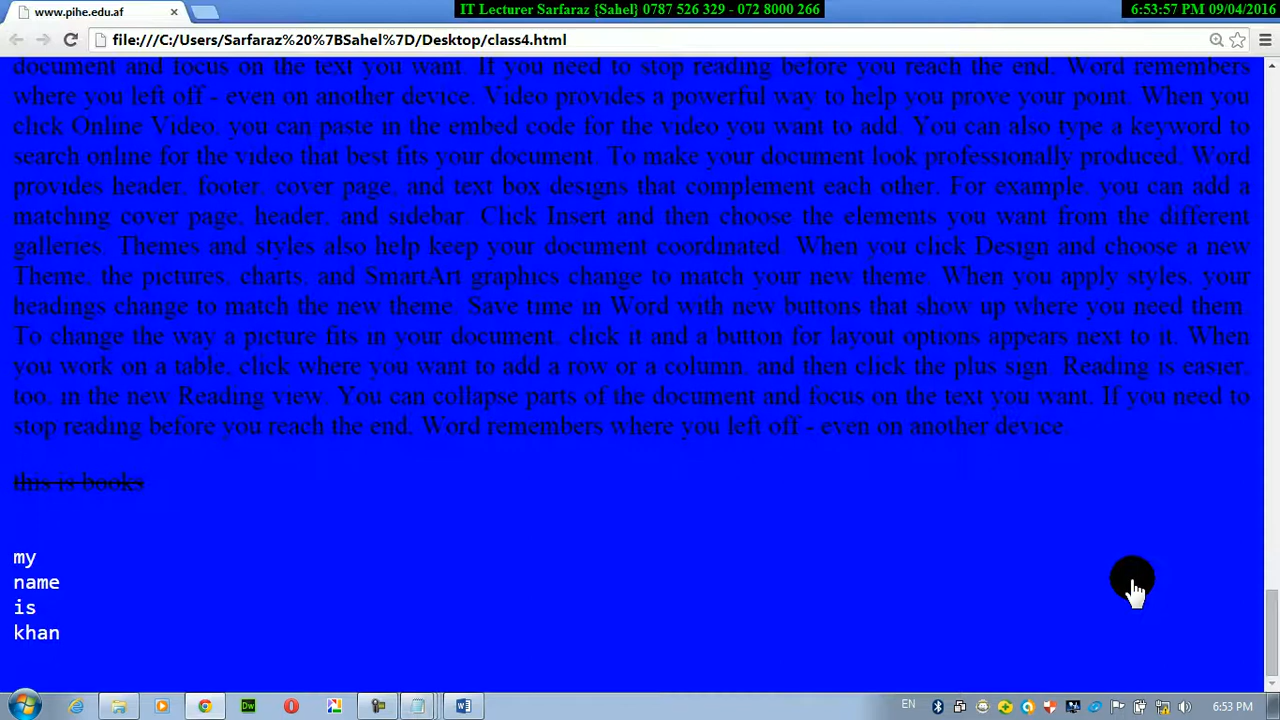 www.pihe.edu.af
IT Lecturer Sarfaraz {Sahel} 0787 526 329 - 072 8000 266
6:53:57 PM 09/04/2016
file:///C:/Users/Sarfaraz%20%7BSahel%7D/Desktop/class4.html
document and focus on the text you want. If you need to stop reading before you reach the end, Word remembers
where you left off - even on another device. Video provides a powerful way to help you prove your point. When you
click Online Video, you can paste in the embed code for the video you want to add. You can also type a keyword to
search online for the video that best fits your document. To make your document look professionally produced, Word
provides header, footer, cover page, and text box designs that complement each other. For example, you can add a
matching cover page, header, and sidebar. Click Insert and then choose the elements you want from the different
galleries. Themes and styles also help keep your document coordinated. When you click Design and choose a new
Theme, the pictures, charts, and SmartArt graphics change to match your new theme. When you apply styles, your
headings change to match the new theme. Save time in Word with new buttons that show up where you need them.
To change the way a picture fits in your document, click it and a button for layout options appears next to it. When
you work on a table, click where you want to add a row or a column, and then click the plus sign. Reading is easier,
too, in the new Reading view. You can collapse parts of the document and focus on the text you want. If you need to
stop reading before you reach the end, Word remembers where you left off - even on another device.
this is books
my
name
is
khan
Dw
EN
6:53 PM